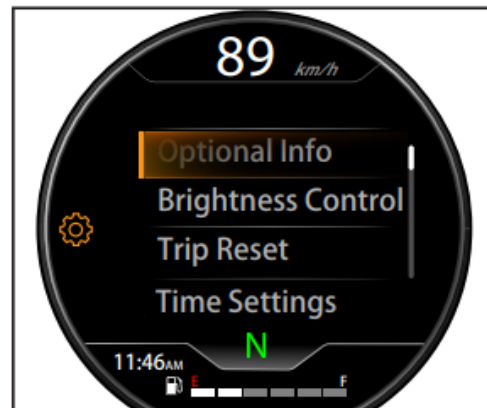 89 km/h
Optional Info
Brightness Control
Trip Reset
Time Settings
N
11:46AM
E F